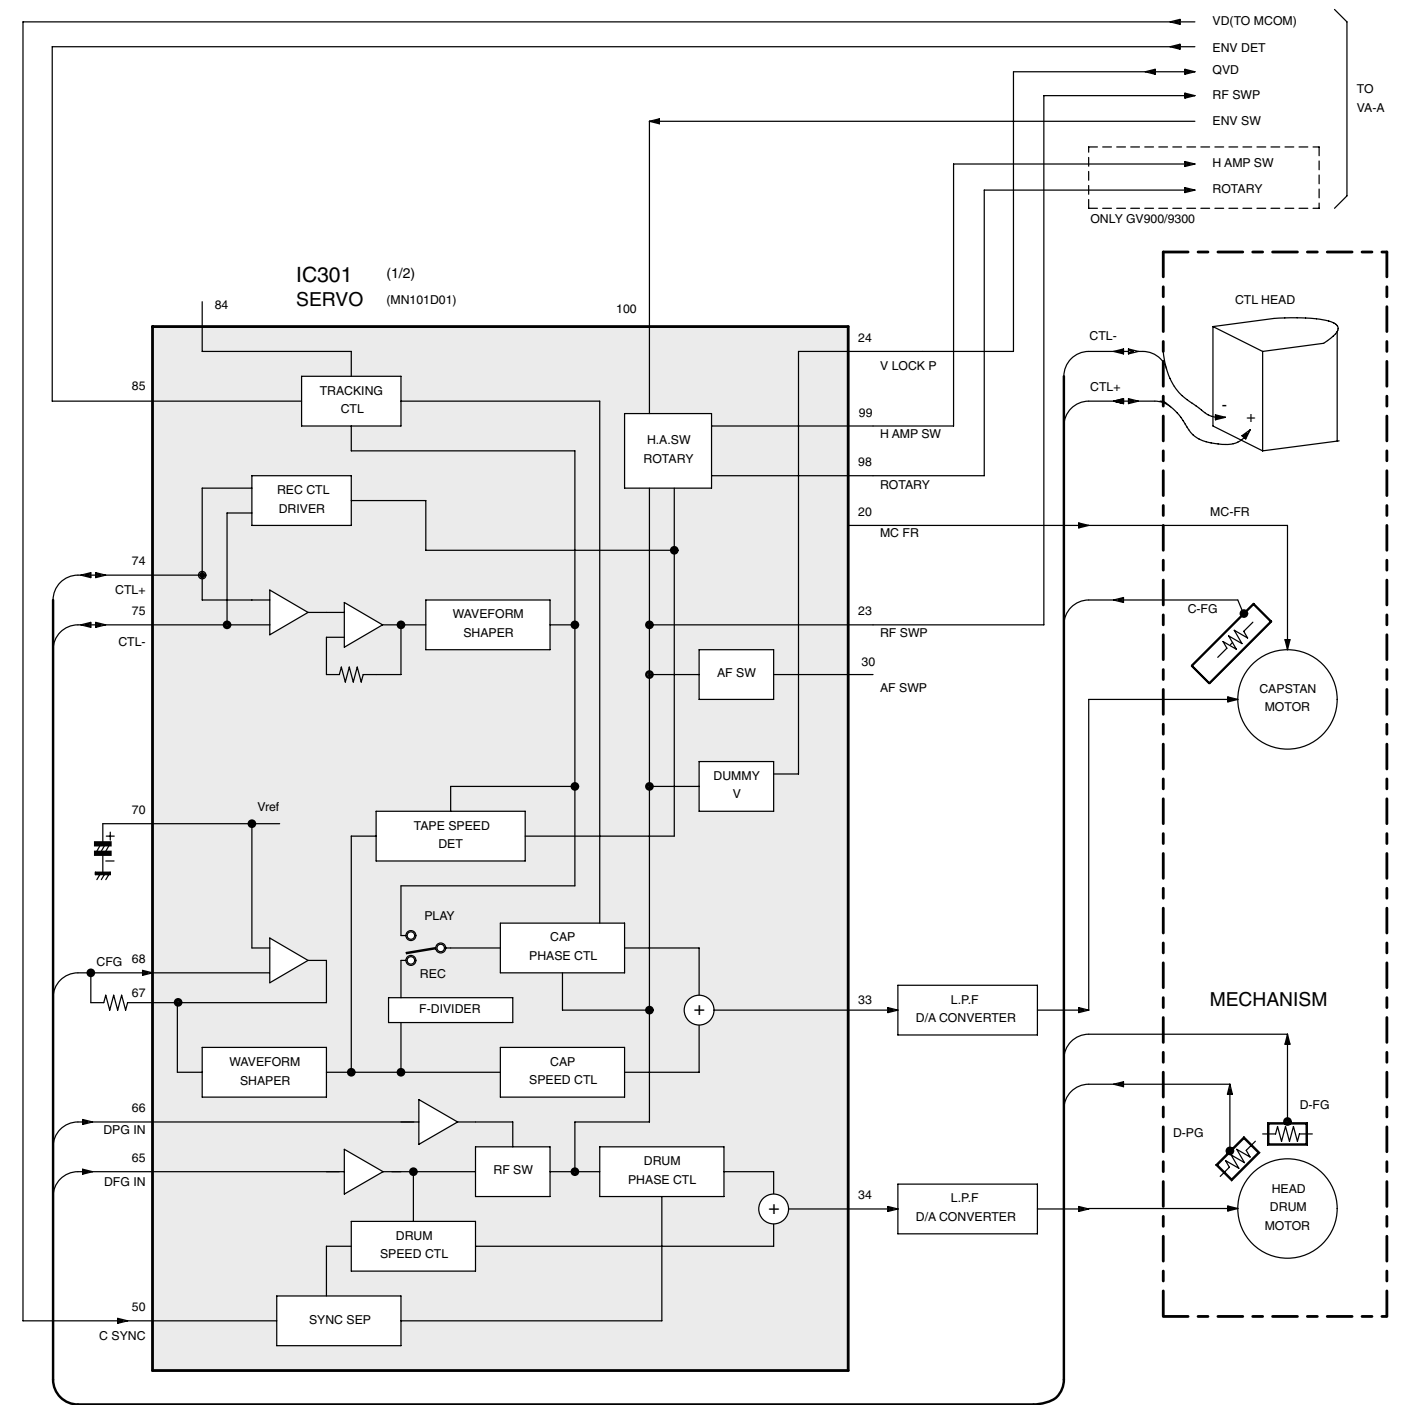 VD(TO MCOM)
ENV DET
QVD
RF SWP
ENV SW
TO
VA-A
H AMP SW
ROTARY
ONLY GV900/9300
IC301 (1/2)
SERVO (MN101D01)
84
100
24
V LOCK P
85
TRACKING
CTL
99
H AMP SW
H.A.SW
ROTARY
98
ROTARY
REC CTL
DRIVER
20
MC FR
74
CTL+
75
CTL-
WAVEFORM
SHAPER
23
RF SWP
30
AF SWP
AF SW
DUMMY
V
70
Vref
+
−
TAPE SPEED
DET
PLAY
REC
CAP
PHASE CTL
CFG 68
67
F-DIVIDER
+
33
L.P.F
D/A CONVERTER
WAVEFORM
SHAPER
CAP
SPEED CTL
66
DPG IN
65
DFG IN
RF SW
DRUM
PHASE CTL
+
34
L.P.F
D/A CONVERTER
DRUM
SPEED CTL
50
C SYNC
SYNC SEP
CTL HEAD
CTL-
CTL+
-
+
MC-FR
C-FG
CAPSTAN
MOTOR
MECHANISM
D-FG
D-PG
HEAD
DRUM
MOTOR